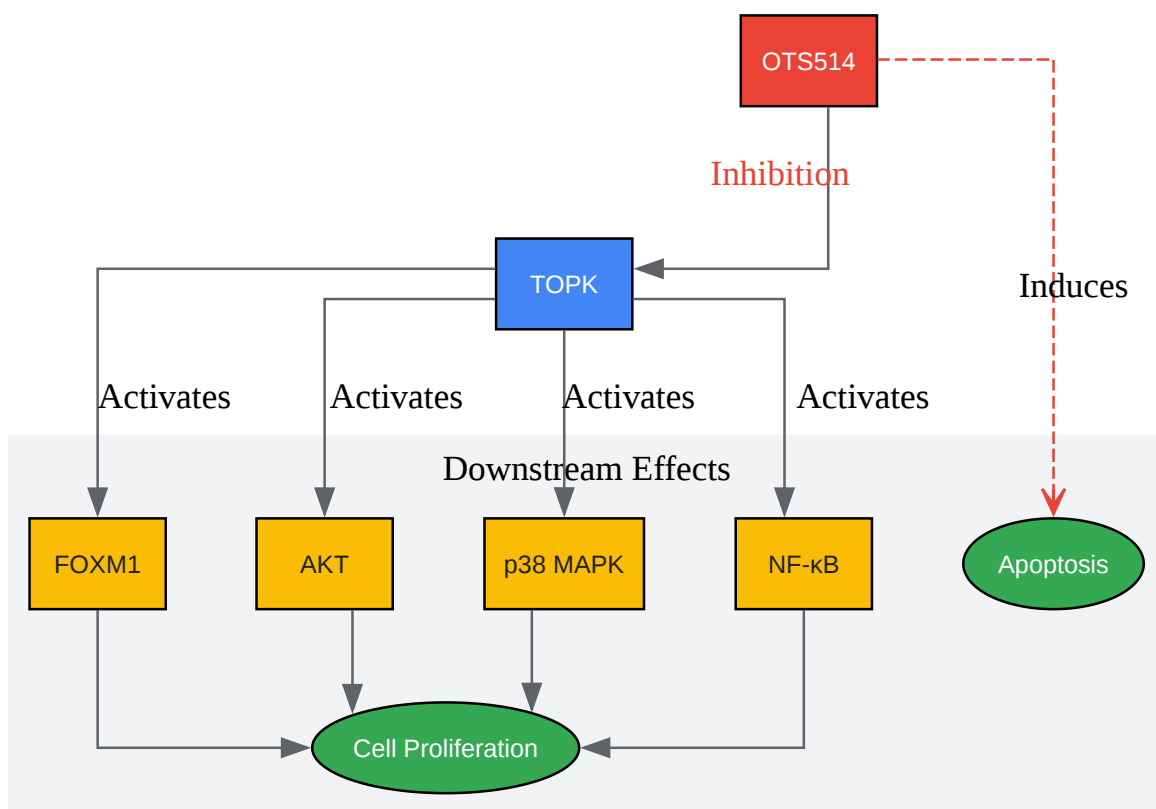 OTS514
Inhibition
TOPK
Induces
Activates
Activates
Activates
Activates
Downstream Effects
FOXM1
AKT
p38 MAPK
NF-κB
Apoptosis
Cell Proliferation